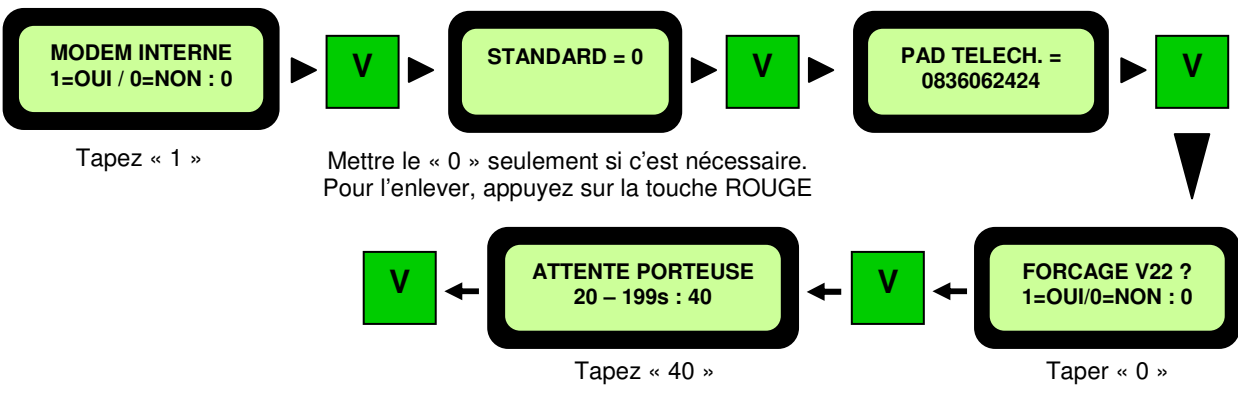 MODEM INTERNE
1=OUI / 0=NON : 0
V
STANDARD = 0
V
PAD TELECH. =
0836062424
V
Tapez « 1 »
Mettre le « 0 » seulement si c’est nécessaire.
Pour l’enlever, appuyez sur la touche ROUGE
FORCAGE V22 ?
1=OUI/0=NON : 0
V
ATTENTE PORTEUSE
20 – 199s : 40
V
Taper « 0 »
Tapez « 40 »